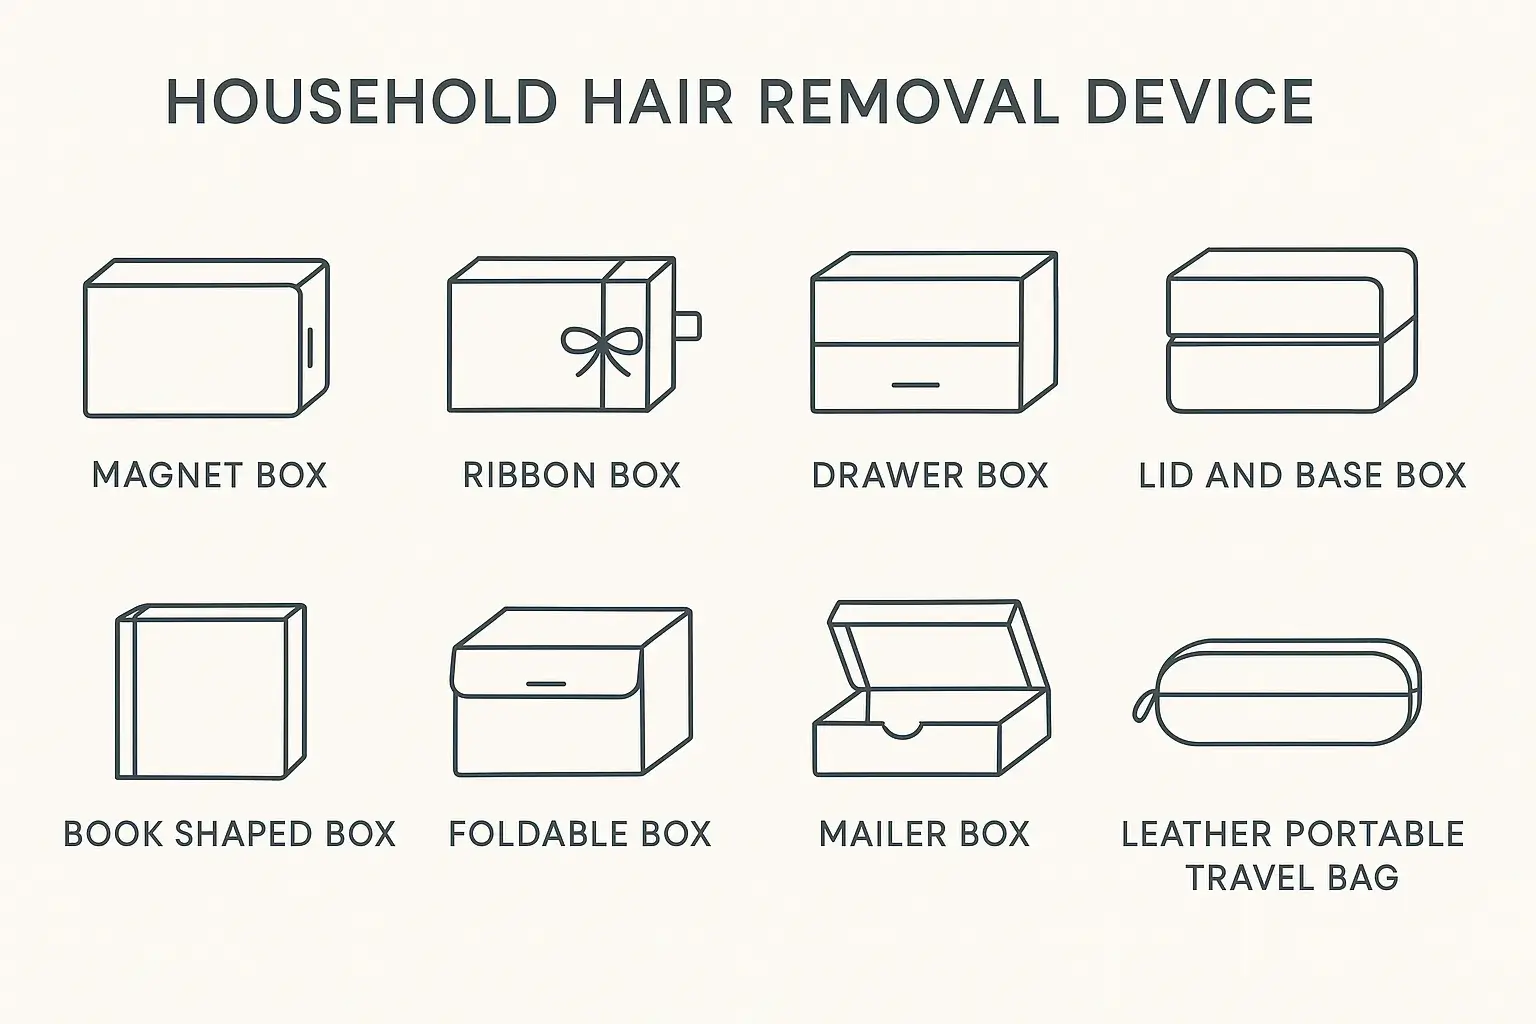 HOUSEHOLD HAIR REMOVAL DEVICE
MAGNET BOX
RIBBON BOX
DRAWER BOX
LID AND BASE BOX
BOOK SHAPED BOX
FOLDABLE BOX
MAILER BOX
LEATHER PORTABLE
TRAVEL BAG